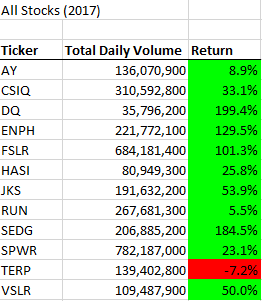 All Stocks (2017)
Ticker Total Daily Volume Return
AY 136,070,900 8.9%
CSIQ 310,592,800 33.1%
DQ 35,796,200 199.4%
ENPH 221,772,100 129.5%
FSLR 684,181,400 101.3%
HASI 80,949,300 25.8%
JKS 191,632,200 53.9%
RUN 267,681,300 5.5%
SEDG 206,885,200 184.5%
SPWR 782,187,000 23.1%
TERP 139,402,800 -7.2%
VSLR 109,487,900 50.0%